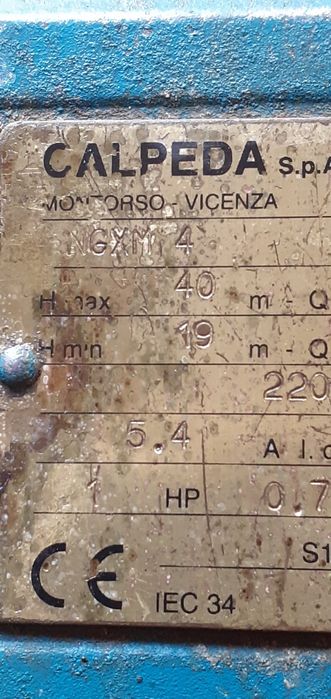 CALPEDA S.p.A
MONTORSO - VICENZA
NGXM 4
H max 40 m - Q
H min 19 m - Q
220
5.4 A I.c
1 HP 0.7
S1
CE IEC 34